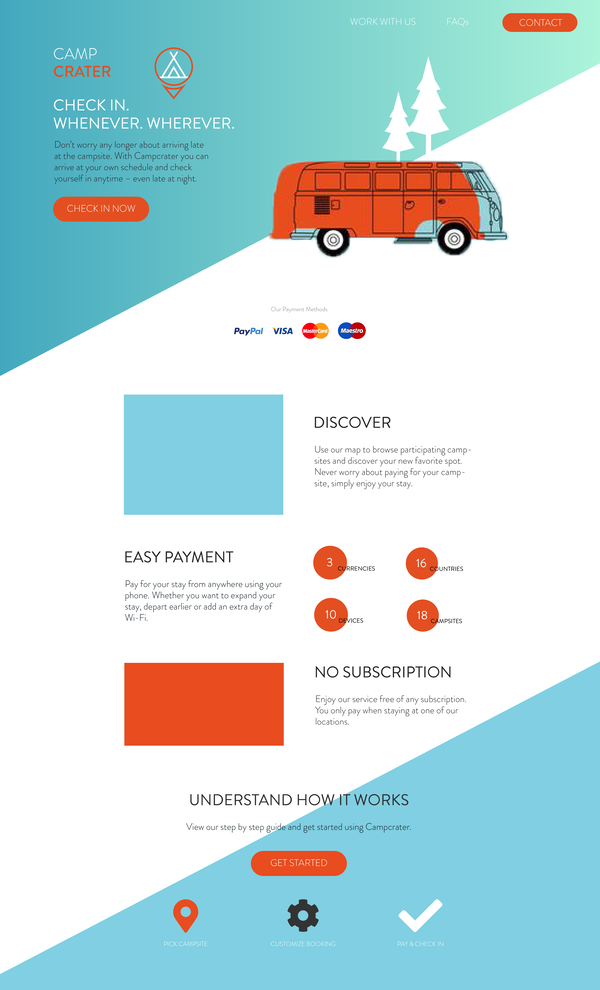 WORK WITH US
FAQs
CONTACT
CAMP
CRATER
CHECK IN.
WHENEVER. WHEREVER.
Don't worry any longer about arriving late
at the campsite. With Campcrater you can
arrive at your own schedule and check
yourself in anytime – even late at night.
CHECK IN NOW
Our Payment Methods
PayPal
VISA
MasterCard
Maestro
DISCOVER
Use our map to browse participating camp-
sites and discover your new favorite spot.
Never worry about paying for your camp-
site, simply enjoy your stay.
EASY PAYMENT
Pay for your stay from anywhere using your
phone. Whether you want to expand your
stay, depart earlier or add an extra day of
Wi-Fi.
3 CURRENCIES
16 COUNTRIES
10 DEVICES
18 CAMPSITES
NO SUBSCRIPTION
Enjoy our service free of any subscription.
You only pay when staying at one of our
locations.
UNDERSTAND HOW IT WORKS
View our step by step guide and get started using Campcrater.
GET STARTED
PICK CAMPSITE
CUSTOMIZE BOOKING
PAY & CHECK IN